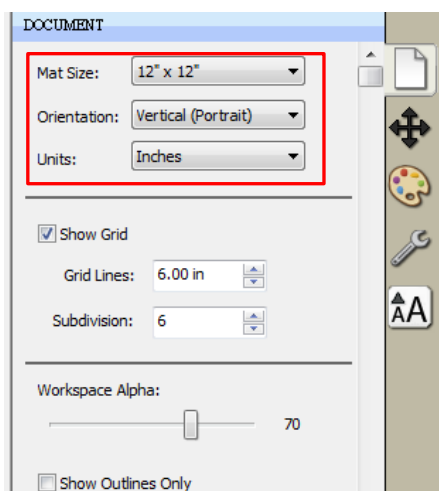 DOCUMENT
Mat Size: 12" x 12"
Orientation: Vertical (Portrait)
Units: Inches
Show Grid
Grid Lines: 6.00 in
Subdivision: 6
Workspace Alpha:
70
Show Outlines Only
AA